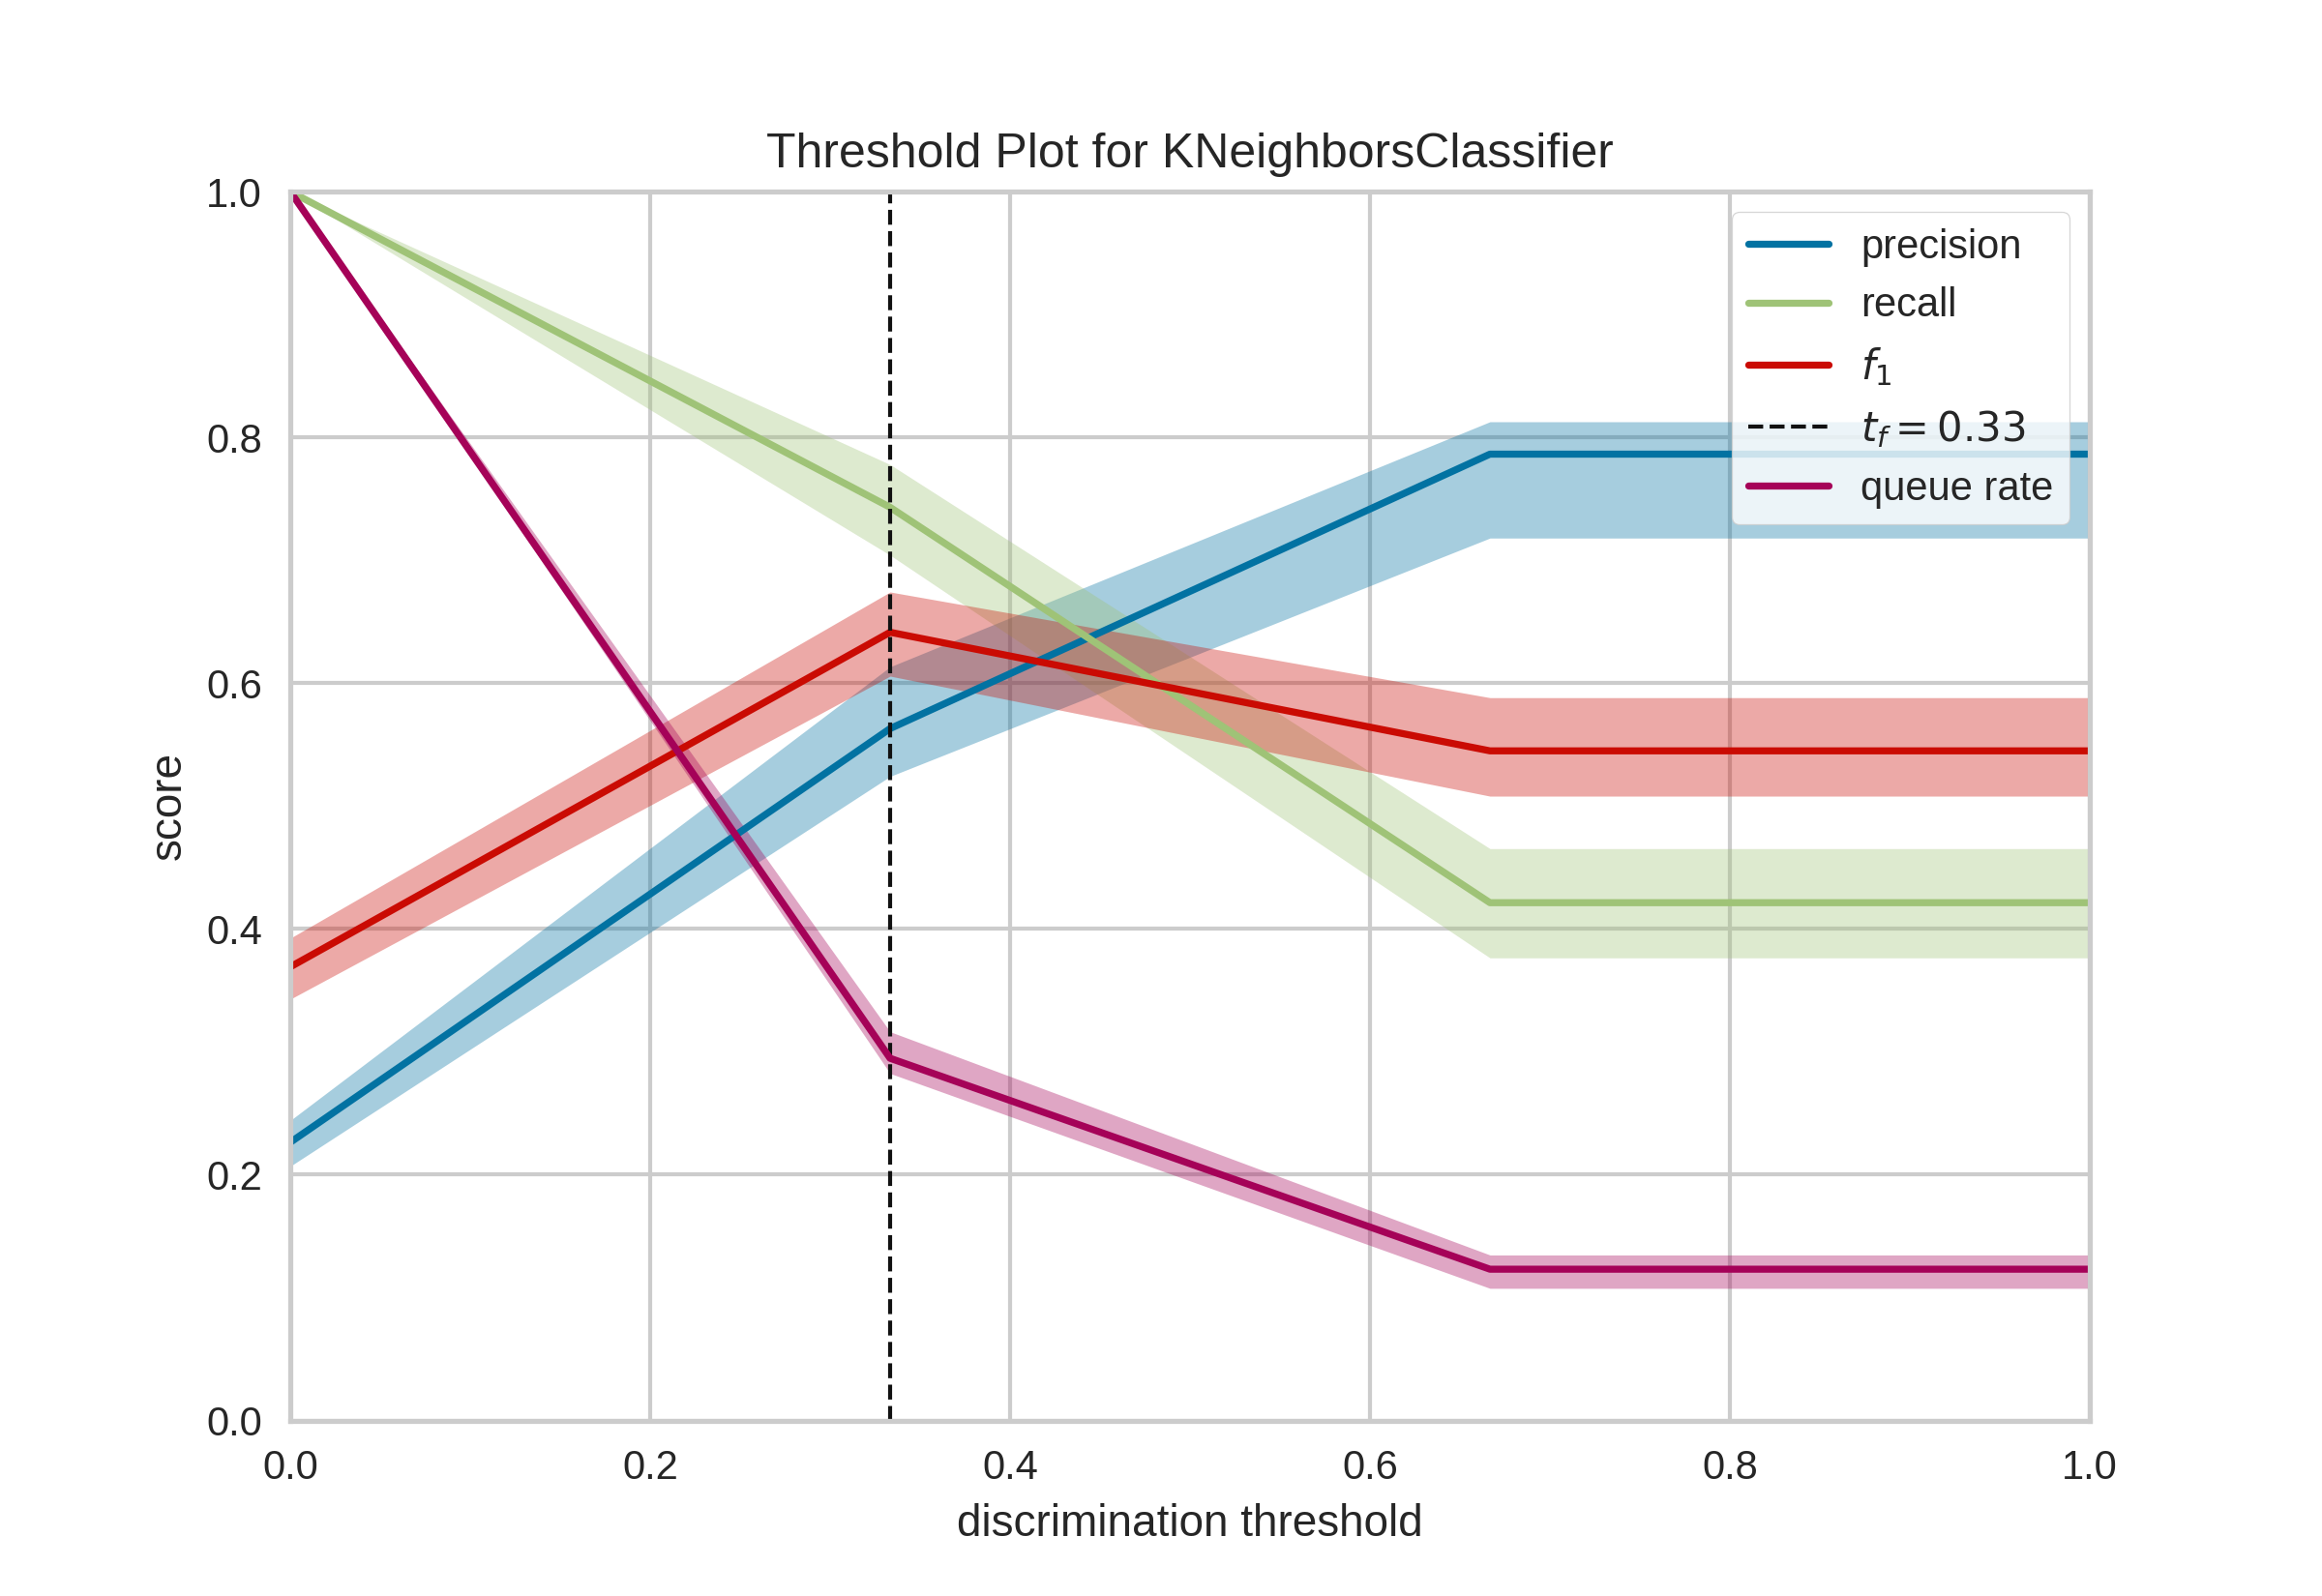 Threshold Plot for KNeighborsClassifier
1.0
0.8
0.6
0.4
0.2
0.0
score
precision
recall
f₁
t_f = 0.33
queue rate
0.0 0.2 0.4 0.6 0.8 1.0
discrimination threshold